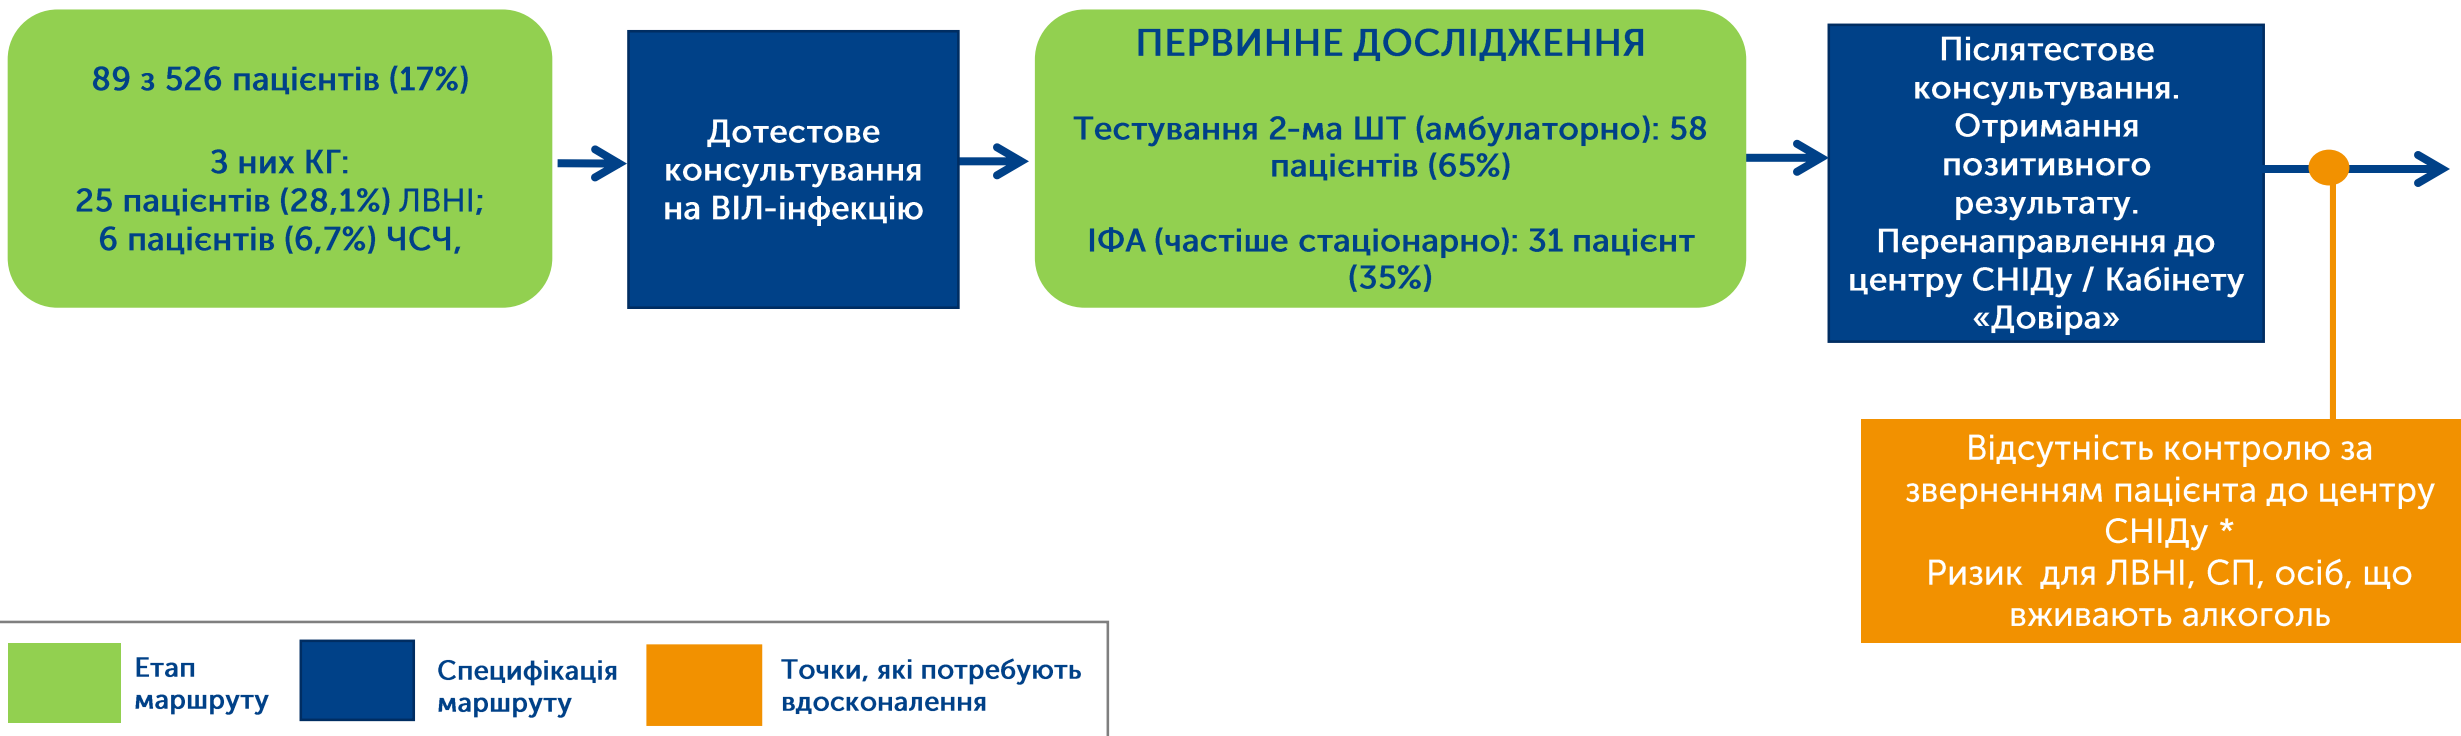 89 з 526 пацієнтів (17%)
З них КГ:
25 пацієнтів (28,1%) ЛВНІ;
6 пацієнтів (6,7%) ЧСЧ,
Дотестове
консультування
на ВІЛ-інфекцію
ПЕРВИННЕ ДОСЛІДЖЕННЯ
Тестування 2-ма ШТ (амбулаторно): 58
пацієнтів (65%)
ІФА (частіше стаціонарно): 31 пацієнт
(35%)
Післятестове
консультування.
Отримання
позитивного
результату.
Перенаправлення до
центру СНІДу / Кабінету
«Довіра»
Відсутність контролю за
зверненням пацієнта до центру
СНІДу *
Ризик для ЛВНІ, СП, осіб, що
вживають алкоголь
Етап
маршруту
Специфікація
маршруту
Точки, які потребують
вдосконалення